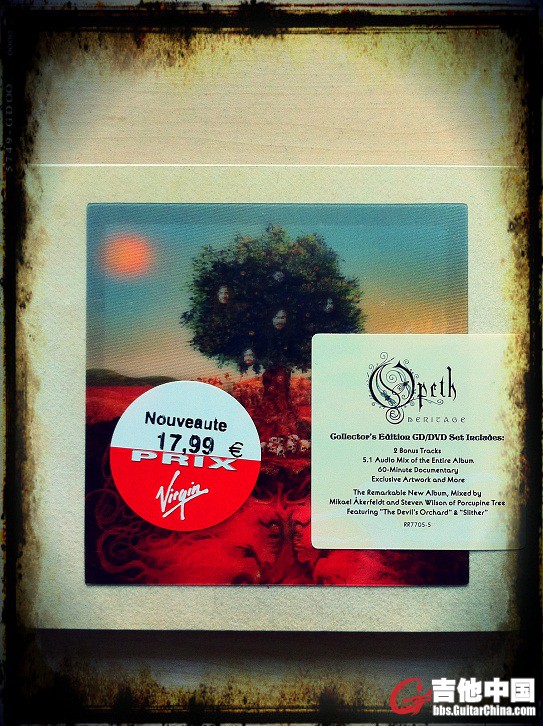 Opeth
HERITAGE
Collector's Edition CD/DVD Set Includes:
2 Bonus Tracks
5.1 Audio Mix of the Entire Album
60-Minute Documentary
Exclusive Artwork and More
The Remarkable New Album, Mixed by
Mikael Åkerfeldt and Steven Wilson of Porcupine Tree
Featuring "The Devil's Orchard" & "Slither"
RR7705-5
Nouveaute
17,99 €
PRIX
Virgin
吉他中国
bbs.GuitarChina.com